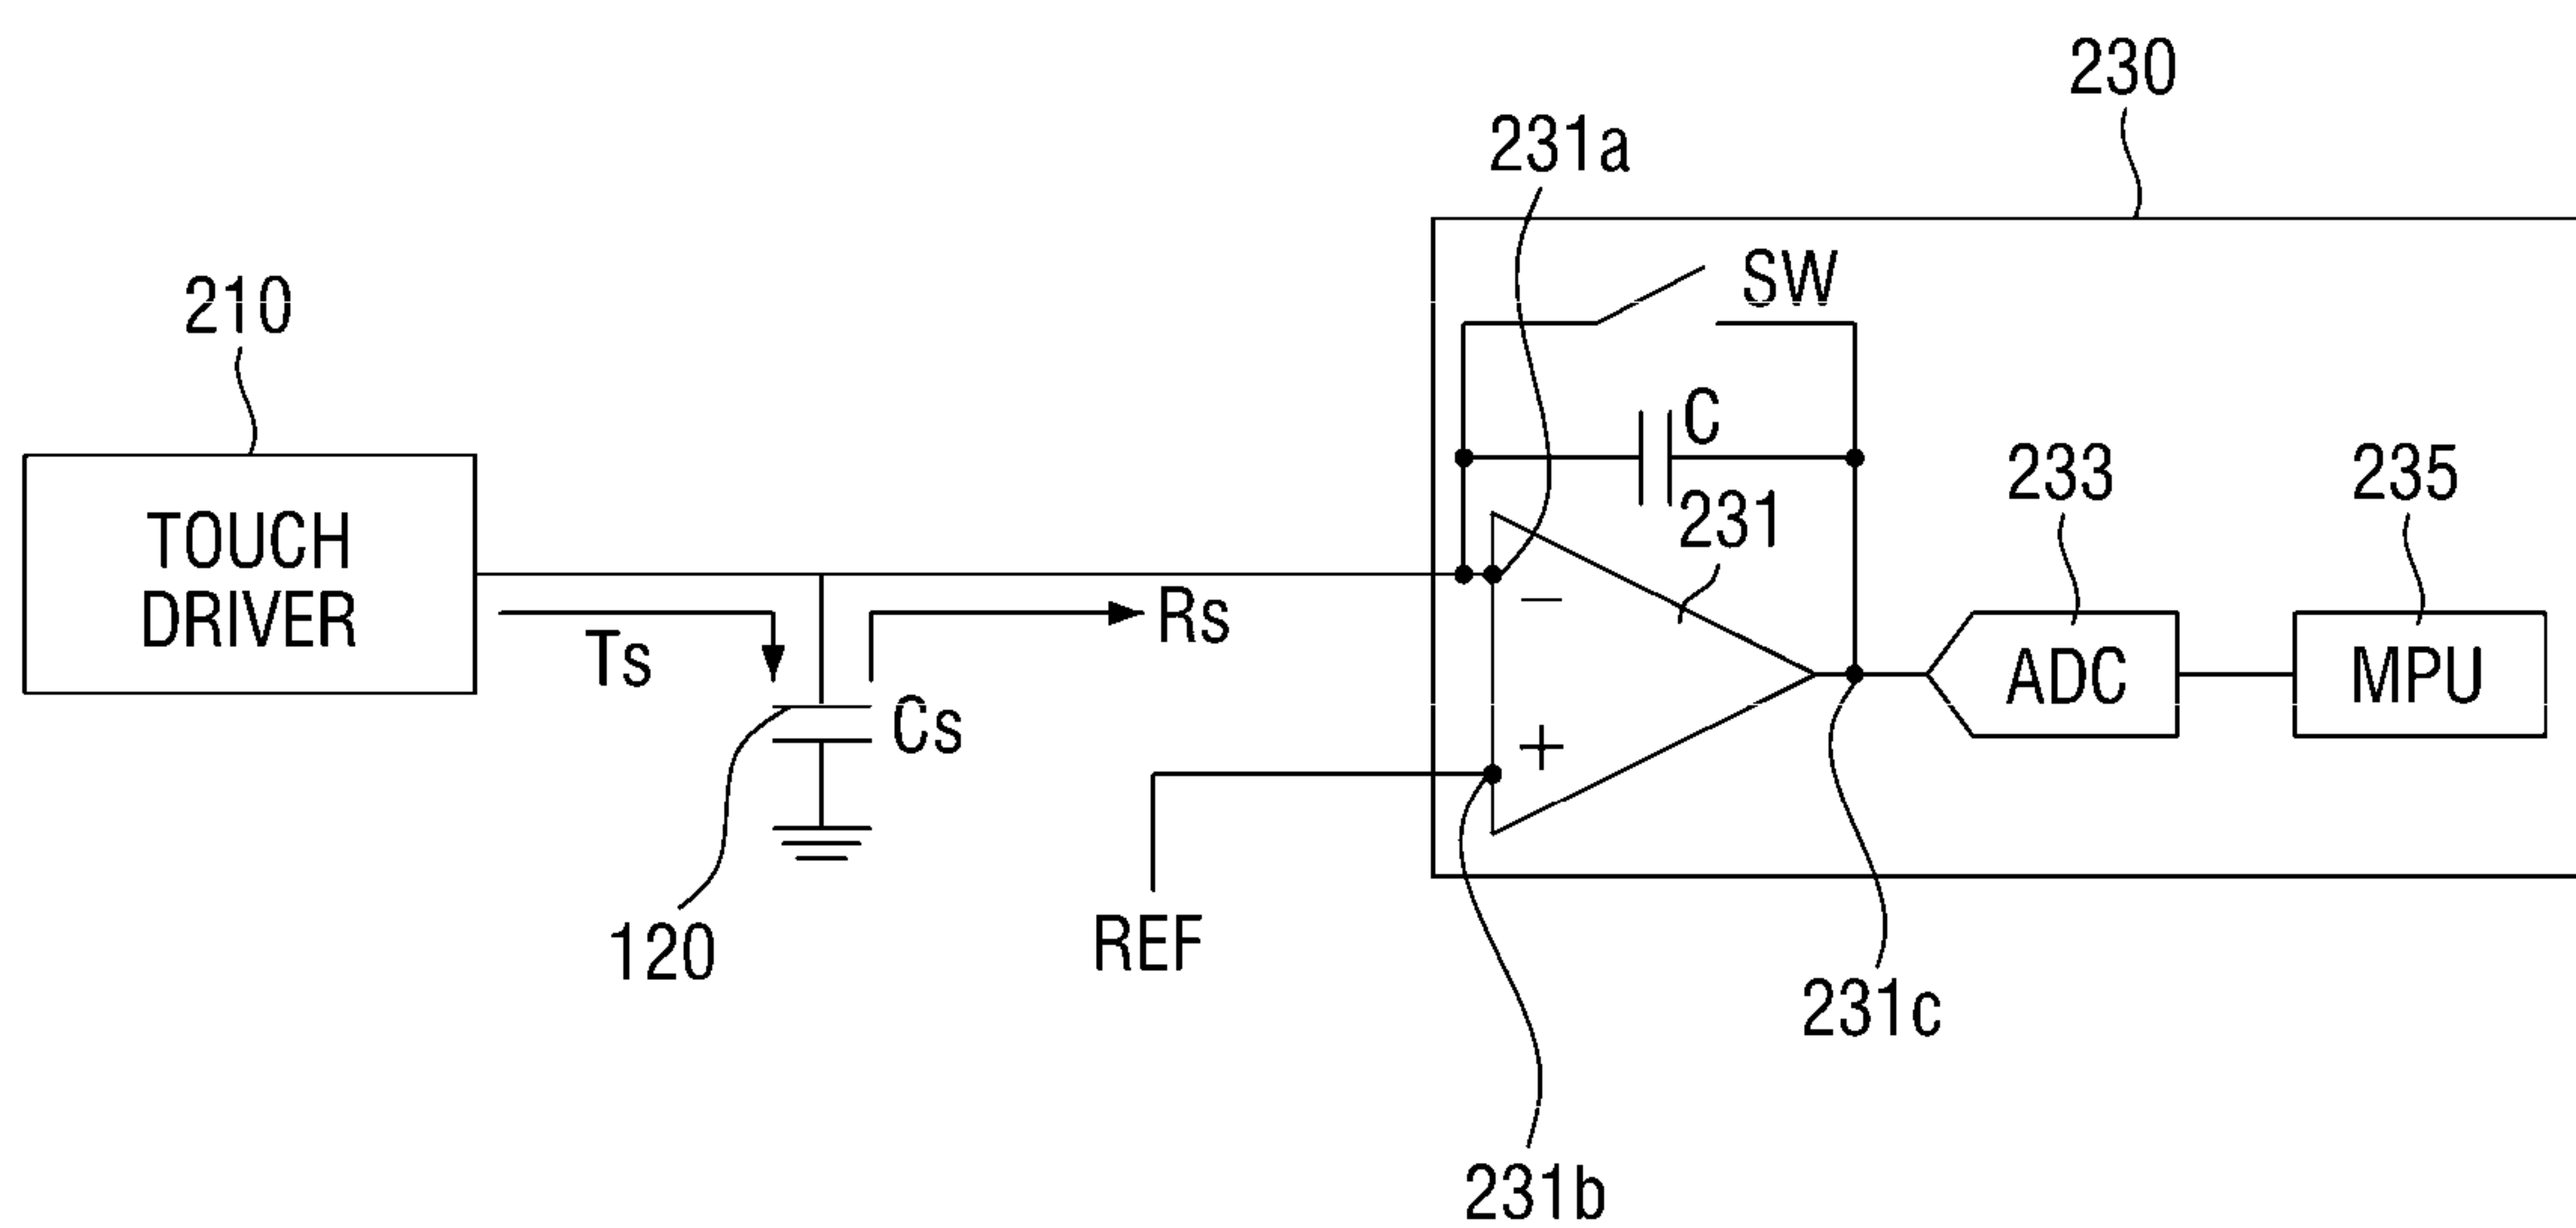 230
231a
SW
210
C
233
235
231
TOUCH
DRIVER
−
Rs
Ts
ADC
MPU
Cs
+
120
REF
231c
231b